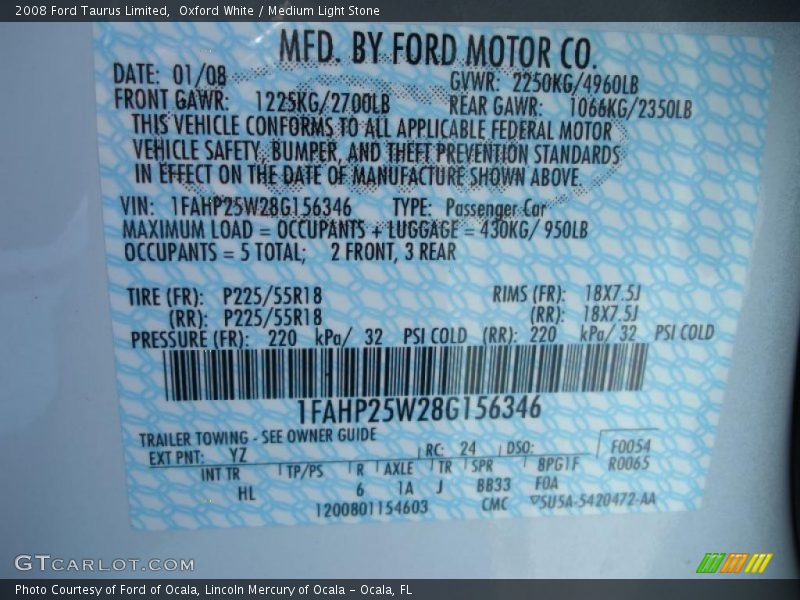 2008 Ford Taurus Limited, Oxford White / Medium Light Stone
MFD. BY FORD MOTOR CO.
DATE: 01/08 GVWR: 2250KG/4960LB
FRONT GAWR: 1225KG/2700LB REAR GAWR: 1066KG/2350LB
THIS VEHICLE CONFORMS TO ALL APPLICABLE FEDERAL MOTOR
VEHICLE SAFETY, BUMPER, AND THEFT PREVENTION STANDARDS
IN EFFECT ON THE DATE OF MANUFACTURE SHOWN ABOVE.
VIN: 1FAHP25W28G156346 TYPE: Passenger Car
MAXIMUM LOAD = OCCUPANTS + LUGGAGE = 430KG/ 950LB
OCCUPANTS = 5 TOTAL; 2 FRONT, 3 REAR
TIRE (FR): P225/55R18 RIMS (FR): 18X7.5J
(RR): P225/55R18 (RR): 18X7.5J
PRESSURE (FR): 220 kPa/ 32 PSI COLD (RR): 220 kPa/ 32 PSI COLD
1FAHP25W28G156346
TRAILER TOWING - SEE OWNER GUIDE
EXT PNT: YZ RC: 24 DSO: F0054
INT TR TP/PS R AXLE TR SPR 8PG1F R0065
HL 6 1A J BB33 F0A
1200801154603 CMC ▽5U5A-5420472-AA
GTCARLOT.COM
Photo Courtesy of Ford of Ocala, Lincoln Mercury of Ocala – Ocala, FL